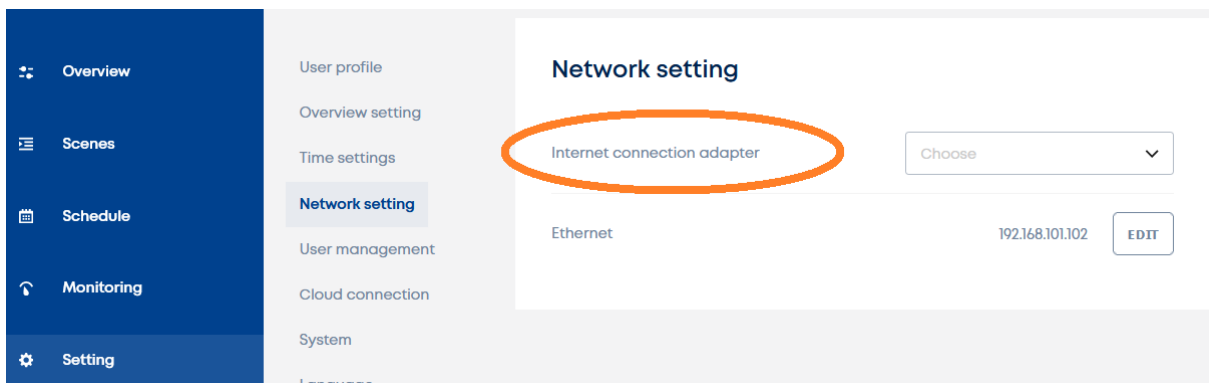 Overview
Scenes
Schedule
Monitoring
Setting
User profile
Overview setting
Time settings
Network setting
User management
Cloud connection
System
Language
Network setting
Internet connection adapter
Choose
Ethernet
192.168.101.102
EDIT